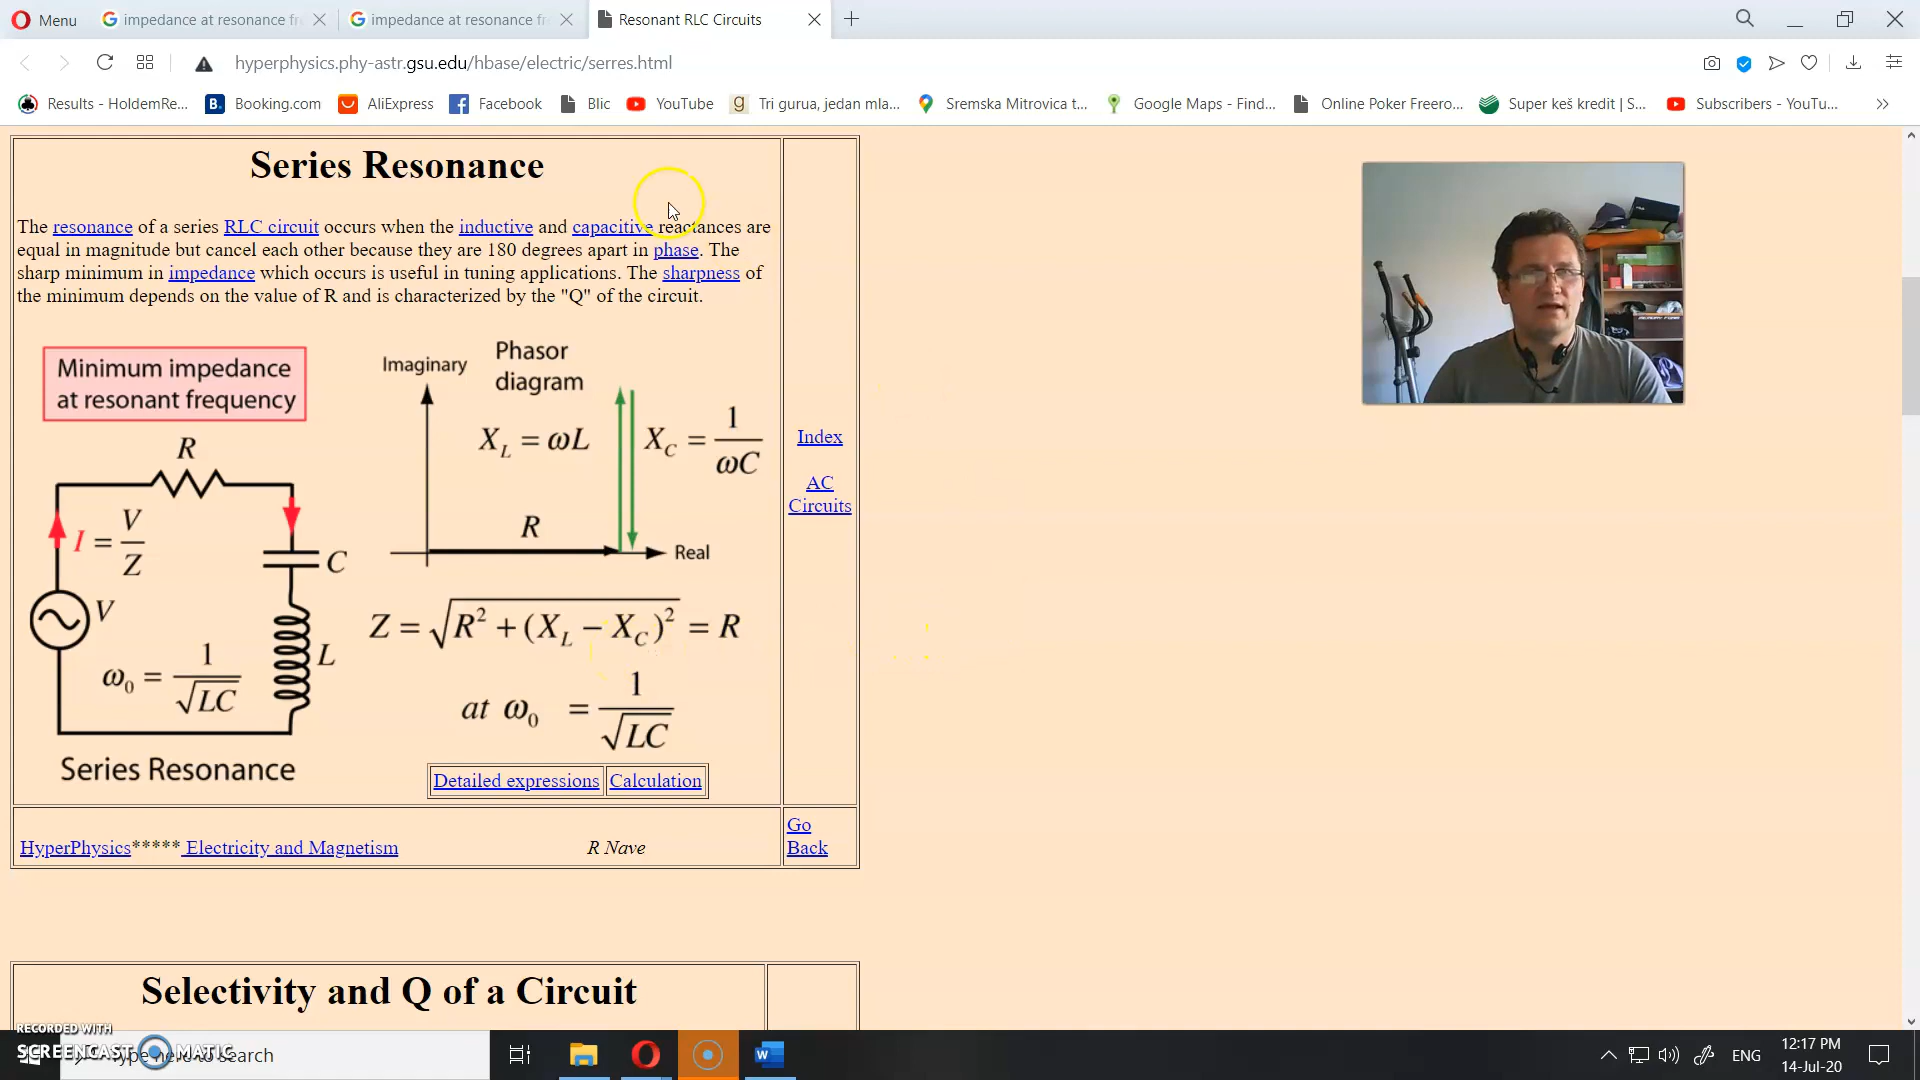 Menu
impedance at resonance fr
impedance at resonance fr
Resonant RLC Circuits
hyperphysics.phy-astr.gsu.edu/hbase/electric/serres.html
Results - HoldemRe...
Booking.com
AliExpress
Facebook
Blic
YouTube
Tri gurua, jedan mla...
Sremska Mitrovica t...
Google Maps - Find...
Online Poker Freero...
Super keš kredit | S...
Subscribers - YouTu...
Series Resonance
The resonance of a series RLC circuit occurs when the inductive and capacitive reactances are
equal in magnitude but cancel each other because they are 180 degrees apart in phase. The
sharp minimum in impedance which occurs is useful in tuning applications. The sharpness of
the minimum depends on the value of R and is characterized by the "Q" of the circuit.
Minimum impedance
at resonant frequency
R
I = V/Z
C
V
L
ω₀ = 1/√LC
Series Resonance
Imaginary
Phasor
diagram
X_L = ωL
X_C = 1/ωC
R
Real
Z = √R² + (X_L − X_C)² = R
at ω₀ = 1/√LC
Detailed expressions
Calculation
Index
AC
Circuits
HyperPhysics***** Electricity and Magnetism
R Nave
Go
Back
Selectivity and Q of a Circuit
RECORDED WITH
SCREENCAST MATIC
Type here to search
ENG
12:17 PM
14-Jul-20